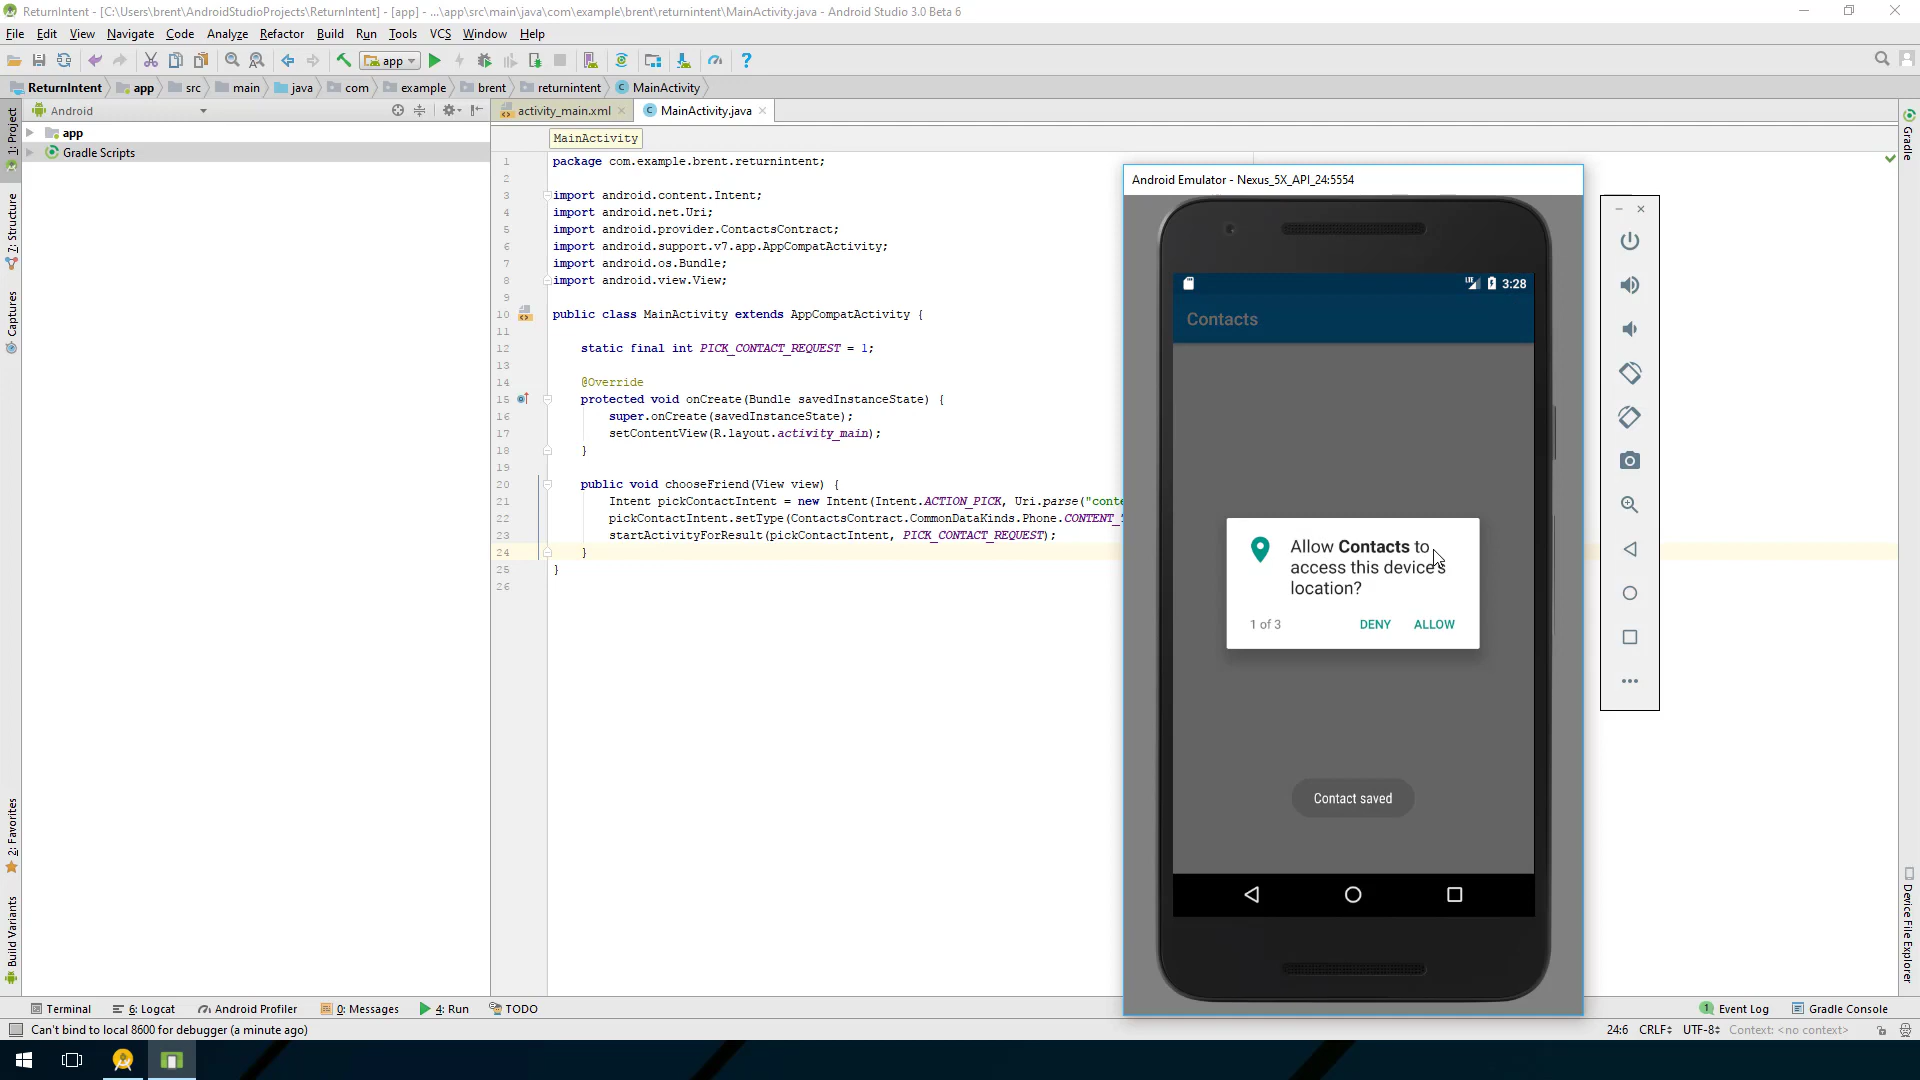 ReturnIntent - [C:\Users\brent\AndroidStudioProjects\ReturnIntent] - [app] - ...\app\src\main\java\com\example\brent\returnintent\MainActivity.java - Android Studio 3.0 Beta 6
File Edit View Navigate Code Analyze Refactor Build Run Tools VCS Window Help
app
ReturnIntent app src main java com example brent returnintent MainActivity
Android
activity_main.xml MainActivity.java
1: Project
app
Gradle Scripts
7: Structure
Captures
2: Favorites
Build Variants
MainActivity
1 package com.example.brent.returnintent;
2
3 import android.content.Intent;
4 import android.net.Uri;
5 import android.provider.ContactsContract;
6 import android.support.v7.app.AppCompatActivity;
7 import android.os.Bundle;
8 import android.view.View;
9
10 public class MainActivity extends AppCompatActivity {
11
12 static final int PICK_CONTACT_REQUEST = 1;
13
14 @Override
15 protected void onCreate(Bundle savedInstanceState) {
16 super.onCreate(savedInstanceState);
17 setContentView(R.layout.activity_main);
18 }
19
20 public void chooseFriend(View view) {
21 Intent pickContactIntent = new Intent(Intent.ACTION_PICK, Uri.parse("conte
22 pickContactIntent.setType(ContactsContract.CommonDataKinds.Phone.CONTENT_
23 startActivityForResult(pickContactIntent, PICK_CONTACT_REQUEST);
24 }
25 }
26
Android Emulator - Nexus_5X_API_24:5554
LTE 3:28
Contacts
Allow Contacts to
access this device's
location?
1 of 3 DENY ALLOW
Contact saved
Gradle
Device File Explorer
Terminal 6: Logcat Android Profiler 0: Messages 4: Run TODO
1 Event Log Gradle Console
Can't bind to local 8600 for debugger (a minute ago)
24:6 CRLF UTF-8 Context: <no context>